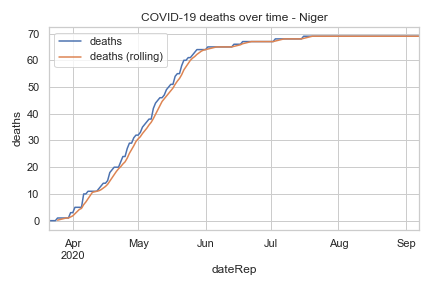 COVID-19 deaths over time - Niger
deaths
deaths (rolling)
70
60
50
40
30
20
10
0
deaths
Apr
2020
May
Jun
Jul
Aug
Sep
dateRep